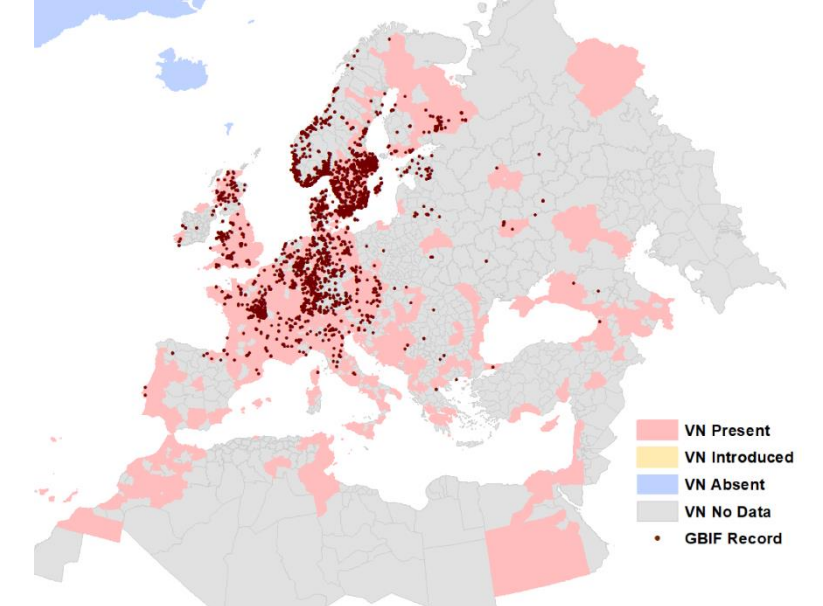 VN Present
VN Introduced
VN Absent
VN No Data
GBIF Record